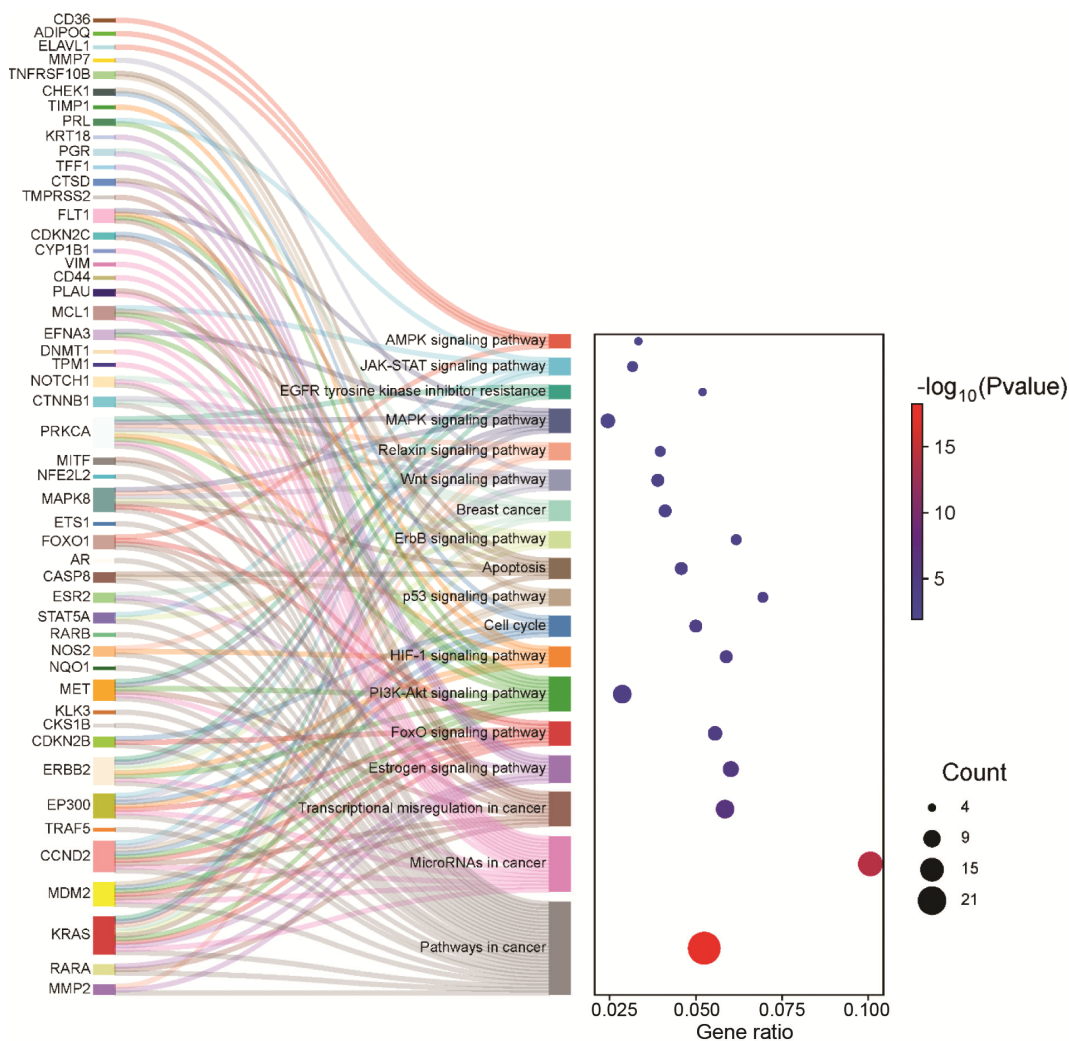 CD36
ADIPOQ
ELAVL1
MMP7
TNFRSF10B
CHEK1
TIMP1
PRL
KRT18
PGR
TFF1
CTSD
TMPRSS2
FLT1
CDKN2C
CYP1B1
VIM
CD44
PLAU
MCL1
EFNA3
DNMT1
TPM1
NOTCH1
CTNNB1
PRKCA
MITF
NFE2L2
MAPK8
ETS1
FOXO1
AR
CASP8
ESR2
STAT5A
RARB
NOS2
NQO1
MET
KLK3
CKS1B
CDKN2B
ERBB2
EP300
TRAF5
CCND2
MDM2
KRAS
RARA
MMP2
AMPK signaling pathway
JAK-STAT signaling pathway
EGFR tyrosine kinase inhibitor resistance
MAPK signaling pathway
Relaxin signaling pathway
Wnt signaling pathway
Breast cancer
ErbB signaling pathway
Apoptosis
p53 signaling pathway
Cell cycle
HIF-1 signaling pathway
PI3K-Akt signaling pathway
FoxO signaling pathway
Estrogen signaling pathway
Transcriptional misregulation in cancer
MicroRNAs in cancer
Pathways in cancer
0.025 0.050 0.075 0.100
Gene ratio
-log10(Pvalue)
15
10
5
Count
4
9
15
21